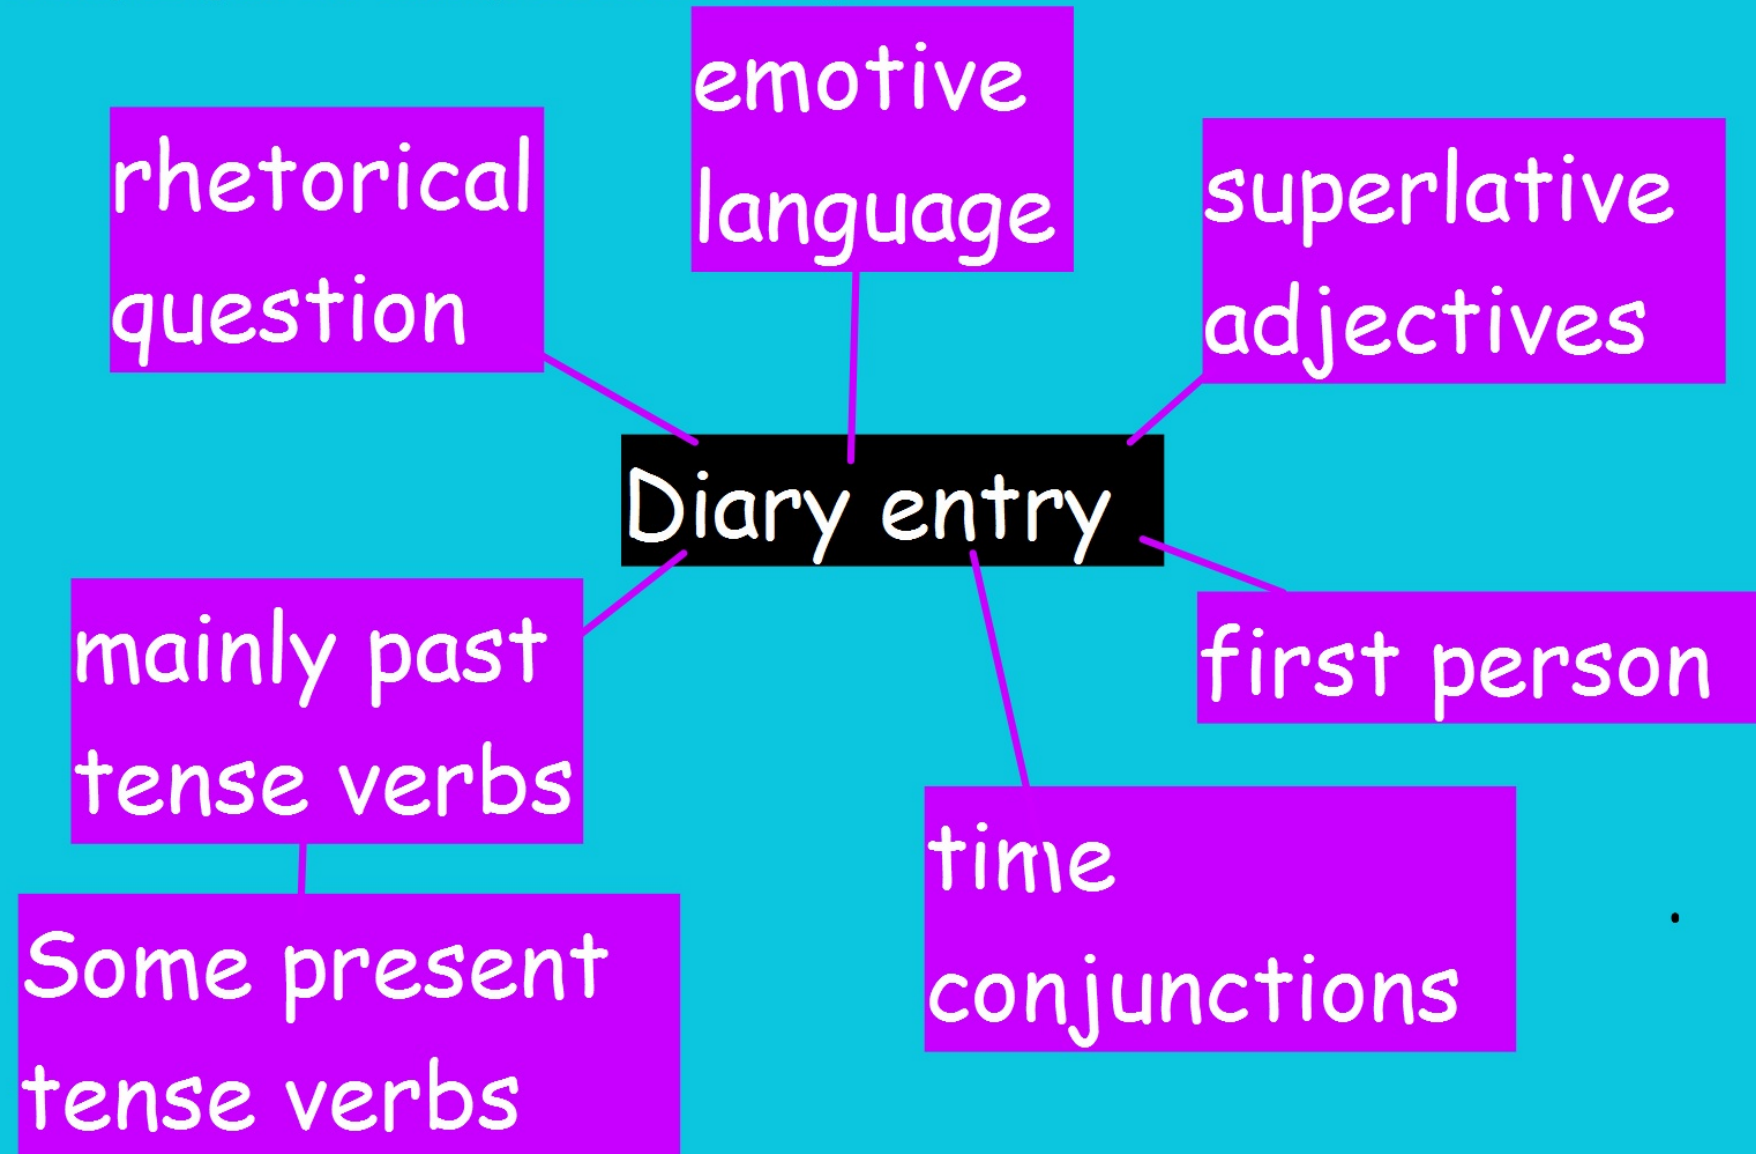 emotive
language
rhetorical
question
superlative
adjectives
Diary entry
mainly past
tense verbs
first person
time
conjunctions
Some present
tense verbs